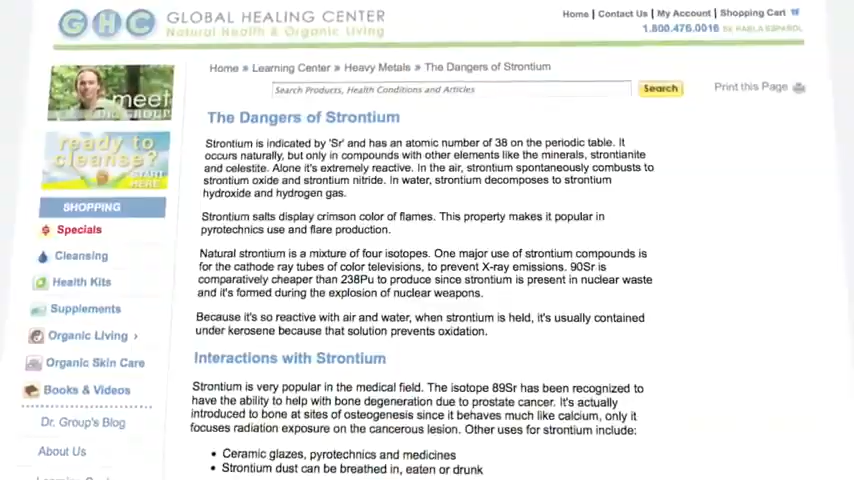 GHC GLOBAL HEALING CENTER
Natural Health & Organic Living
Home | Contact Us | My Account | Shopping Cart
1.800.476.0016 SE HABLA ESPAÑOL
Home » Learning Center » Heavy Metals » The Dangers of Strontium
Search Products, Health Conditions and Articles
Search
Print this Page
meet
DR. GROUP
ready to
cleanse?
START
HERE
SHOPPING
Specials
Cleansing
Health Kits
Supplements
Organic Living ›
Organic Skin Care
Books & Videos
Dr. Group's Blog
About Us
The Dangers of Strontium
Strontium is indicated by 'Sr' and has an atomic number of 38 on the periodic table. It
occurs naturally, but only in compounds with other elements like the minerals, strontianite
and celestite. Alone it's extremely reactive. In the air, strontium spontaneously combusts to
strontium oxide and strontium nitride. In water, strontium decomposes to strontium
hydroxide and hydrogen gas.
Strontium salts display crimson color of flames. This property makes it popular in
pyrotechnics use and flare production.
Natural strontium is a mixture of four isotopes. One major use of strontium compounds is
for the cathode ray tubes of color televisions, to prevent X-ray emissions. 90Sr is
comparatively cheaper than 238Pu to produce since strontium is present in nuclear waste
and it's formed during the explosion of nuclear weapons.
Because it's so reactive with air and water, when strontium is held, it's usually contained
under kerosene because that solution prevents oxidation.
Interactions with Strontium
Strontium is very popular in the medical field. The isotope 89Sr has been recognized to
have the ability to help with bone degeneration due to prostate cancer. It's actually
introduced to bone at sites of osteogenesis since it behaves much like calcium, only it
focuses radiation exposure on the cancerous lesion. Other uses for strontium include:
• Ceramic glazes, pyrotechnics and medicines
• Strontium dust can be breathed in, eaten or drunk